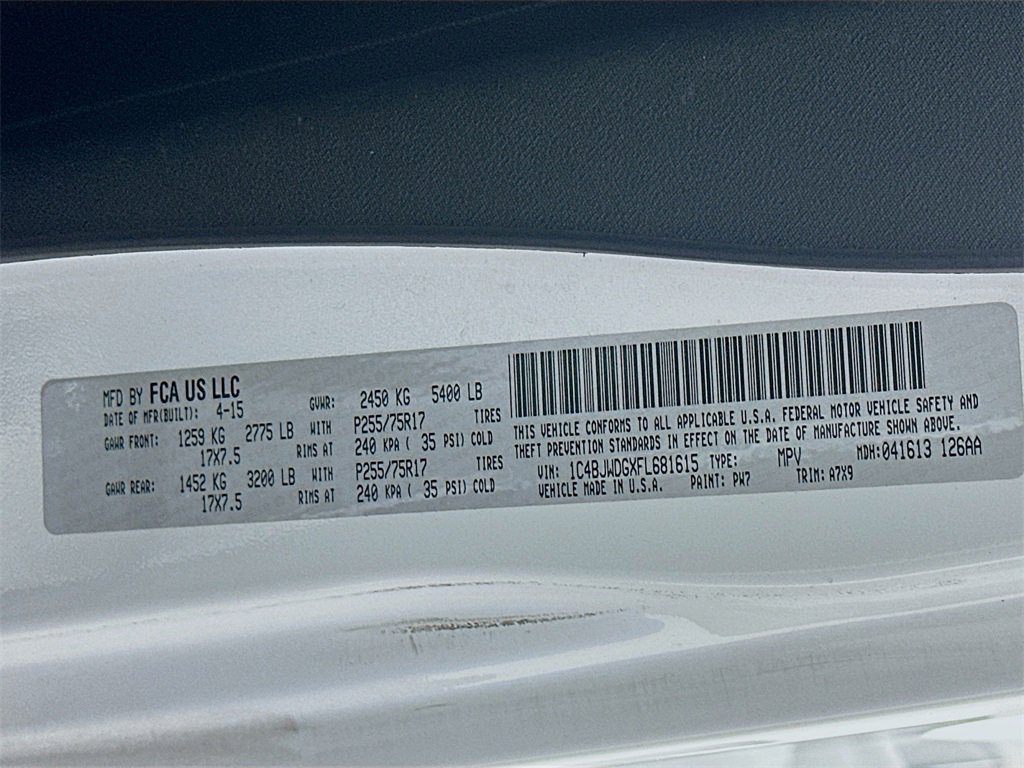 MFD BY FCA US LLC
DATE OF MFR(BUILT): 4-15 GVWR: 2450 KG 5400 LB
GAWR FRONT: 1259 KG 2775 LB WITH P255/75R17 TIRES
17X7.5 RIMS AT 240 KPA ( 35 PSI) COLD
GAWR REAR: 1452 KG 3200 LB WITH P255/75R17 TIRES
17X7.5 RIMS AT 240 KPA ( 35 PSI) COLD
THIS VEHICLE CONFORMS TO ALL APPLICABLE U.S.A. FEDERAL MOTOR VEHICLE SAFETY AND
THEFT PREVENTION STANDARDS IN EFFECT ON THE DATE OF MANUFACTURE SHOWN ABOVE.
VIN: 1C4BJWDGXFL681615 TYPE: MPV MDH: 041613 126AA
VEHICLE MADE IN U.S.A. PAINT: PW7 TRIM: A7X9